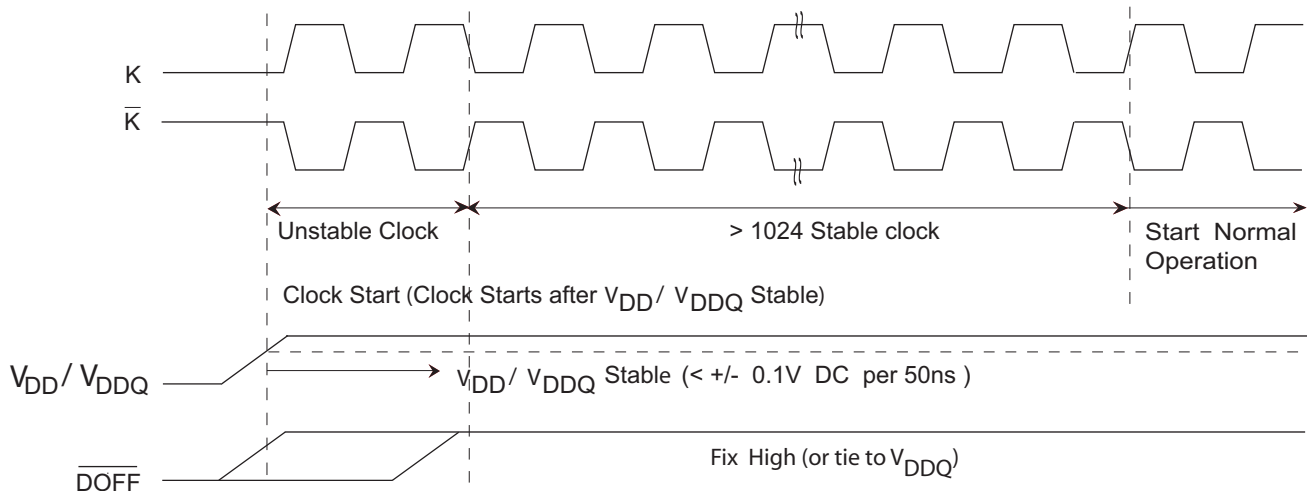 K
K̅
Unstable Clock
> 1024 Stable clock
Start Normal
Operation
Clock Start (Clock Starts after VDD/ VDDQ Stable)
VDD/ VDDQ
VDD/ VDDQ Stable (< +/- 0.1V DC per 50ns )
Fix High (or tie to VDDQ)
D̅O̅F̅F̅